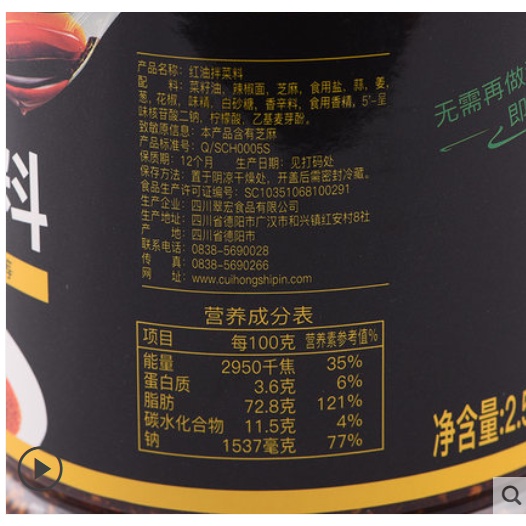 产品名称：红油拌菜料
配　　料：菜籽油，辣椒面，芝麻，食用盐，蒜，姜，
葱，花椒，味精，白砂糖，香辛料，食用香精，5'-呈
味核苷酸二钠，柠檬酸，乙基麦芽酚。
致敏原信息：本产品含有芝麻
产品标准号：Q/SCH0005S
保质期：12个月　生产日期：见打码处
保存方法：置于阴凉干燥处，开盖后需密封冷藏。
食品生产许可证编号：SC10351068100291
生产企业：四川翠宏食品有限公司
生产地址：四川省德阳市广汉市和兴镇红安村8社
产　　地：四川省德阳市
联系电话：0838-5690028
传　　真：0838-5690266
网　　址：www.cuihongshipin.com
营养成分表
项目 每100克 营养素参考值%
能量 2950千焦 35%
蛋白质 3.6克 6%
脂肪 72.8克 121%
碳水化合物 11.5克 4%
钠 1537毫克 77%
料
无需再做
即
净含量:2.5